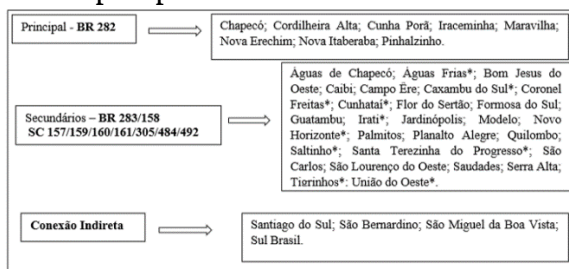 Principal - BR 282
Chapecó; Cordilheira Alta; Cunha Porã; Iraceminha; Maravilha;
Nova Erechim; Nova Itaberaba; Pinhalzinho.
Secundários – BR 283/158
SC 157/159/160/161/305/484/492
Águas de Chapecó; Águas Frias*; Bom Jesus do
Oeste; Caibi; Campo Êre; Caxambu do Sul*; Coronel
Freitas*; Cunhataí*; Flor do Sertão; Formosa do Sul;
Guatambu; Irati*; Jardinópolis; Modelo; Novo
Horizonte*; Palmitos; Planalto Alegre; Quilombo;
Saltinho*; Santa Terezinha do Progresso*; São
Carlos; São Lourenço do Oeste; Saudades; Serra Alta;
Tigrinhos*: União do Oeste*.
Conexão Indireta
Santiago do Sul; São Bernardino; São Miguel da Boa Vista;
Sul Brasil.